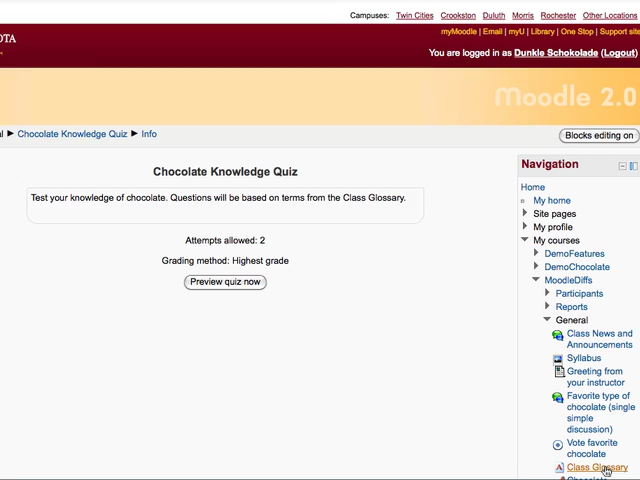 Campuses: Twin Cities Crookston Duluth Morris Rochester Other Locations
OTA
myMoodle | Email | myU | Library | One Stop | Support site
You are logged in as Dunkle Schokolade (Logout)
Moodle 2.0
al ► Chocolate Knowledge Quiz ► Info
Blocks editing on
Chocolate Knowledge Quiz
Test your knowledge of chocolate. Questions will be based on terms from the Class Glossary.
Attempts allowed: 2
Grading method: Highest grade
Preview quiz now
Navigation
Home
My home
Site pages
My profile
My courses
DemoFeatures
DemoChocolate
MoodleDiffs
Participants
Reports
General
Class News and
Announcements
Syllabus
Greeting from
your instructor
Favorite type of
chocolate (single
simple
discussion)
Vote favorite
chocolate
Class Glossary
Chocolate